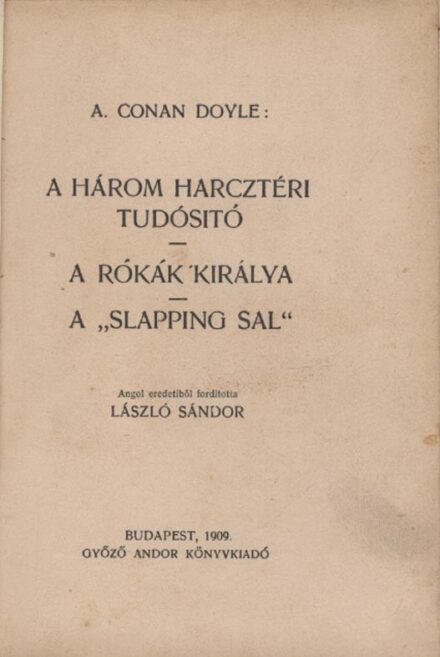 A. CONAN DOYLE:
A HÁROM HARCZTÉRI
TUDÓSITÓ
—
A RÓKÁK KIRÁLYA
—
A „SLAPPING SAL“
Angol eredetiből fordította
LÁSZLÓ SÁNDOR
BUDAPEST, 1909.
GYŐZŐ ANDOR KÖNYVKIADÓ